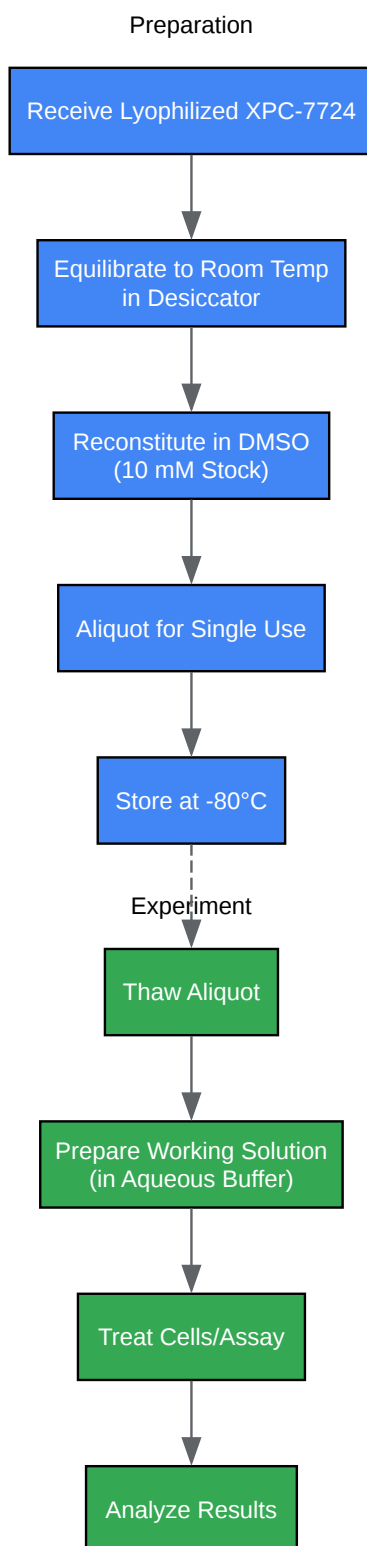 Preparation
Receive Lyophilized XPC-7724
Equilibrate to Room Temp
in Desiccator
Reconstitute in DMSO
(10 mM Stock)
Aliquot for Single Use
Store at -80°C
Experiment
Thaw Aliquot
Prepare Working Solution
(in Aqueous Buffer)
Treat Cells/Assay
Analyze Results